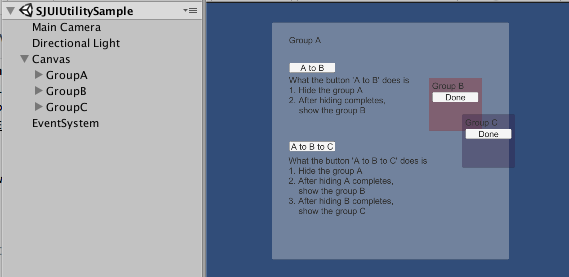 SJUIUtilitySample
Main Camera
Directional Light
Canvas
GroupA
GroupB
GroupC
EventSystem
Group A
A to B
What the button 'A to B' does is
1. Hide the group A
2. After hiding completes,
show the group B
A to B to C
What the button 'A to B to C' does is
1. Hide the group A
2. After hiding A completes,
show the group B
3. After hiding B completes,
show the group C
Group B
Done
Group C
Done